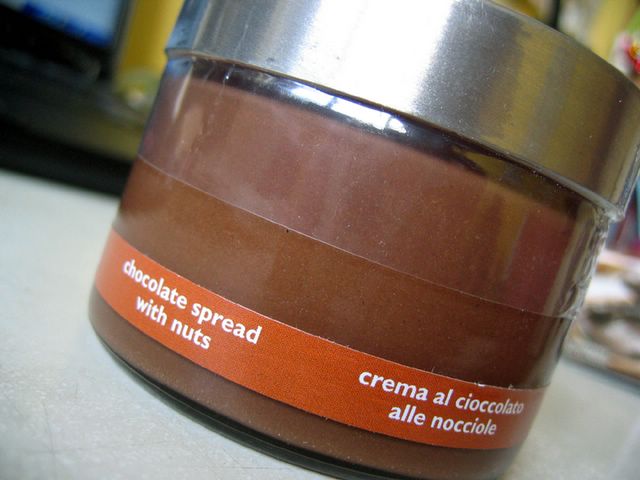 chocolate spread
with nuts
crema al cioccolato
alle nocciole